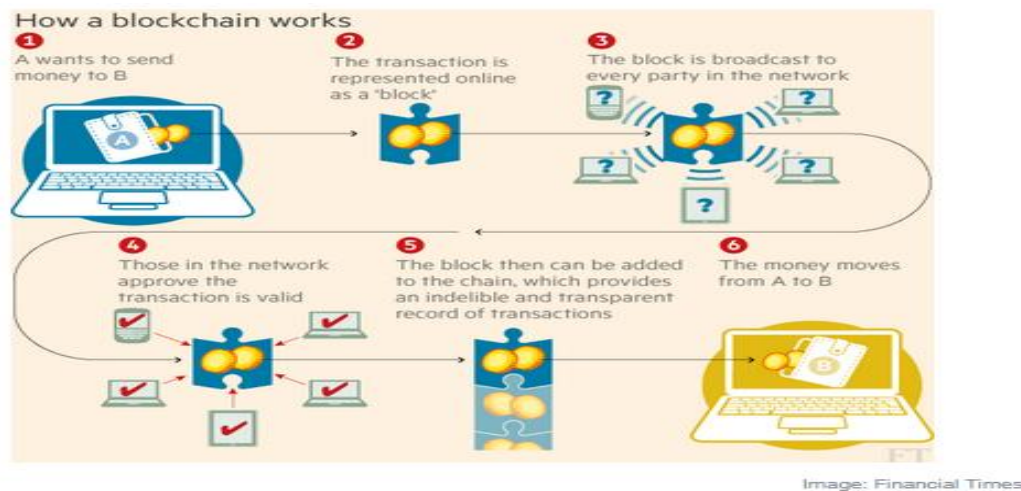 How a blockchain works
1
A wants to send
money to B
2
The transaction is
represented online
as a 'block'
3
The block is broadcast to
every party in the network
A
?
?
?
?
?
4
Those in the network
approve the
transaction is valid
5
The block then can be added
to the chain, which provides
an indelible and transparent
record of transactions
6
The money moves
from A to B
B
FT
Image: Financial Times